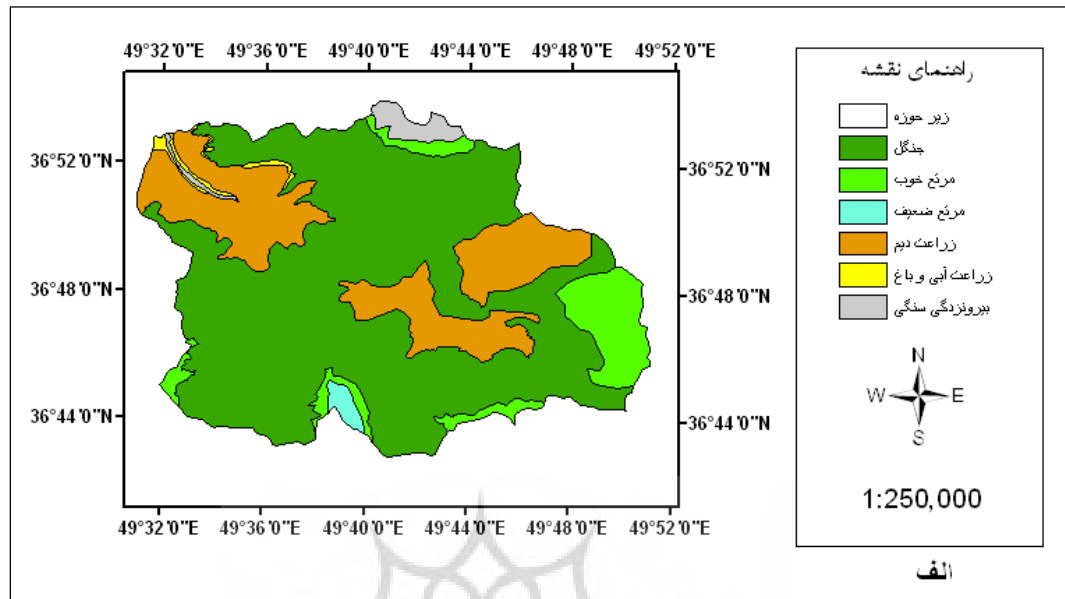 49°32'0"E 49°36'0"E 49°40'0"E 49°44'0"E 49°48'0"E 49°52'0"E
36°52'0"N
36°48'0"N
36°44'0"N
36°52'0"N
36°48'0"N
36°44'0"N
49°32'0"E 49°36'0"E 49°40'0"E 49°44'0"E 49°48'0"E 49°52'0"E
راهنمای نقشه
زیر حوزه
جنگل
مرتع خوب
مرتع ضعیف
زراعت دیم
زراعت آبی و باغ
بیرونزدگی سنگی
N
W E
S
1:250,000
الف